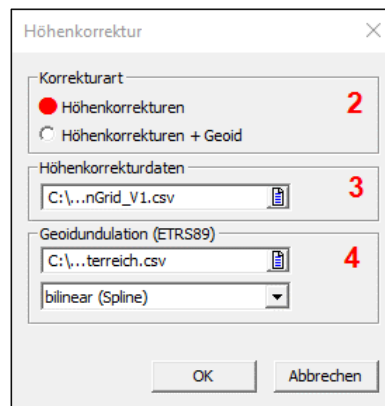 Höhenkorrektur
Korrekturart
Höhenkorrekturen
2
Höhenkorrekturen + Geoid
Höhenkorrekturdaten
C:\...nGrid_V1.csv
3
Geoidundulation (ETRS89)
C:\...terreich.csv
4
bilinear (Spline)
OK
Abbrechen